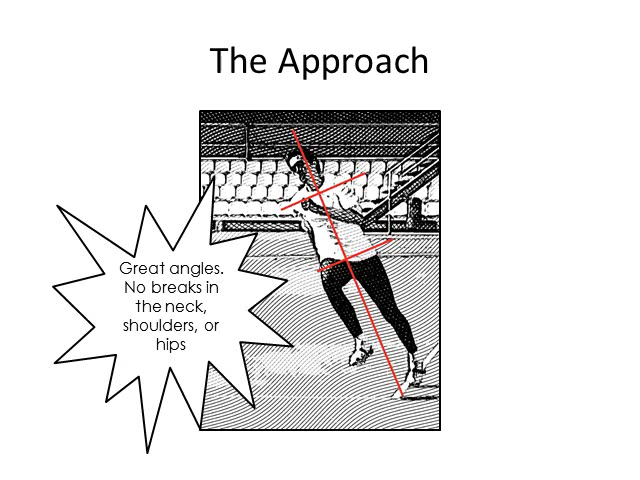 The Approach
Great angles.
No breaks in
the neck,
shoulders, or
hips